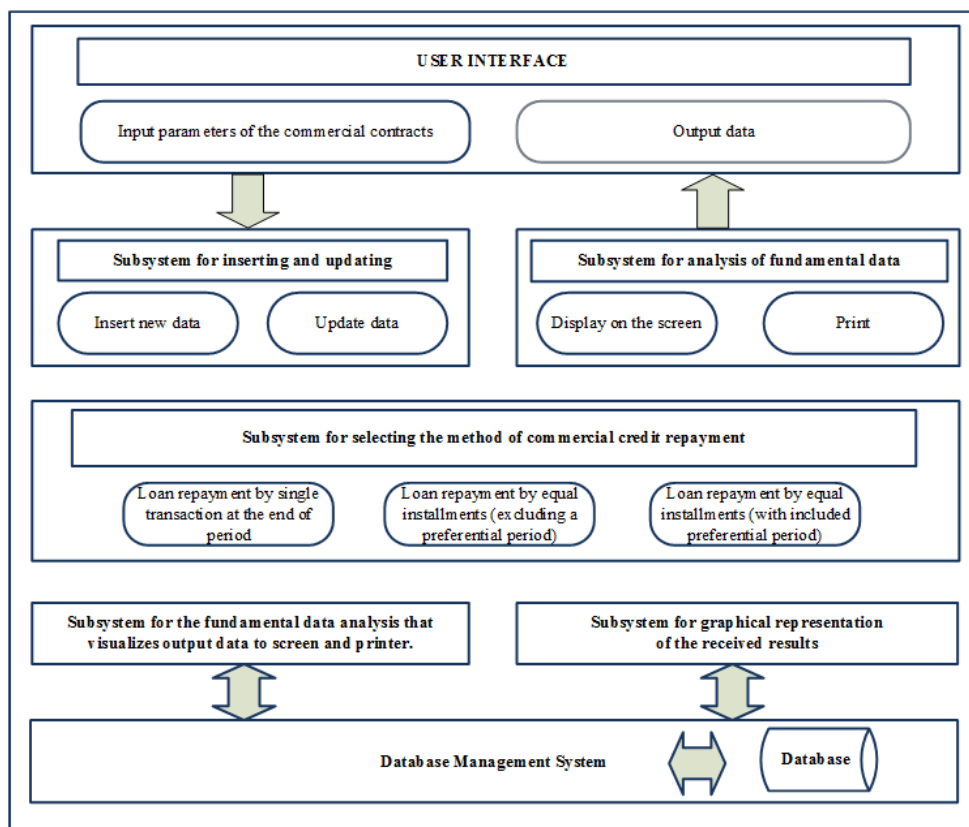 USER INTERFACE
Input parameters of the commercial contracts
Output data
Subsystem for inserting and updating
Subsystem for analysis of fundamental data
Insert new data
Update data
Display on the screen
Print
Subsystem for selecting the method of commercial credit repayment
Loan repayment by single
transaction at the end of
period
Loan repayment by equal
installments (excluding a
preferential period)
Loan repayment by equal
installments (with included
preferential period)
Subsystem for the fundamental data analysis that
visualizes output data to screen and printer.
Subsystem for graphical representation
of the received results
Database Management System
Database